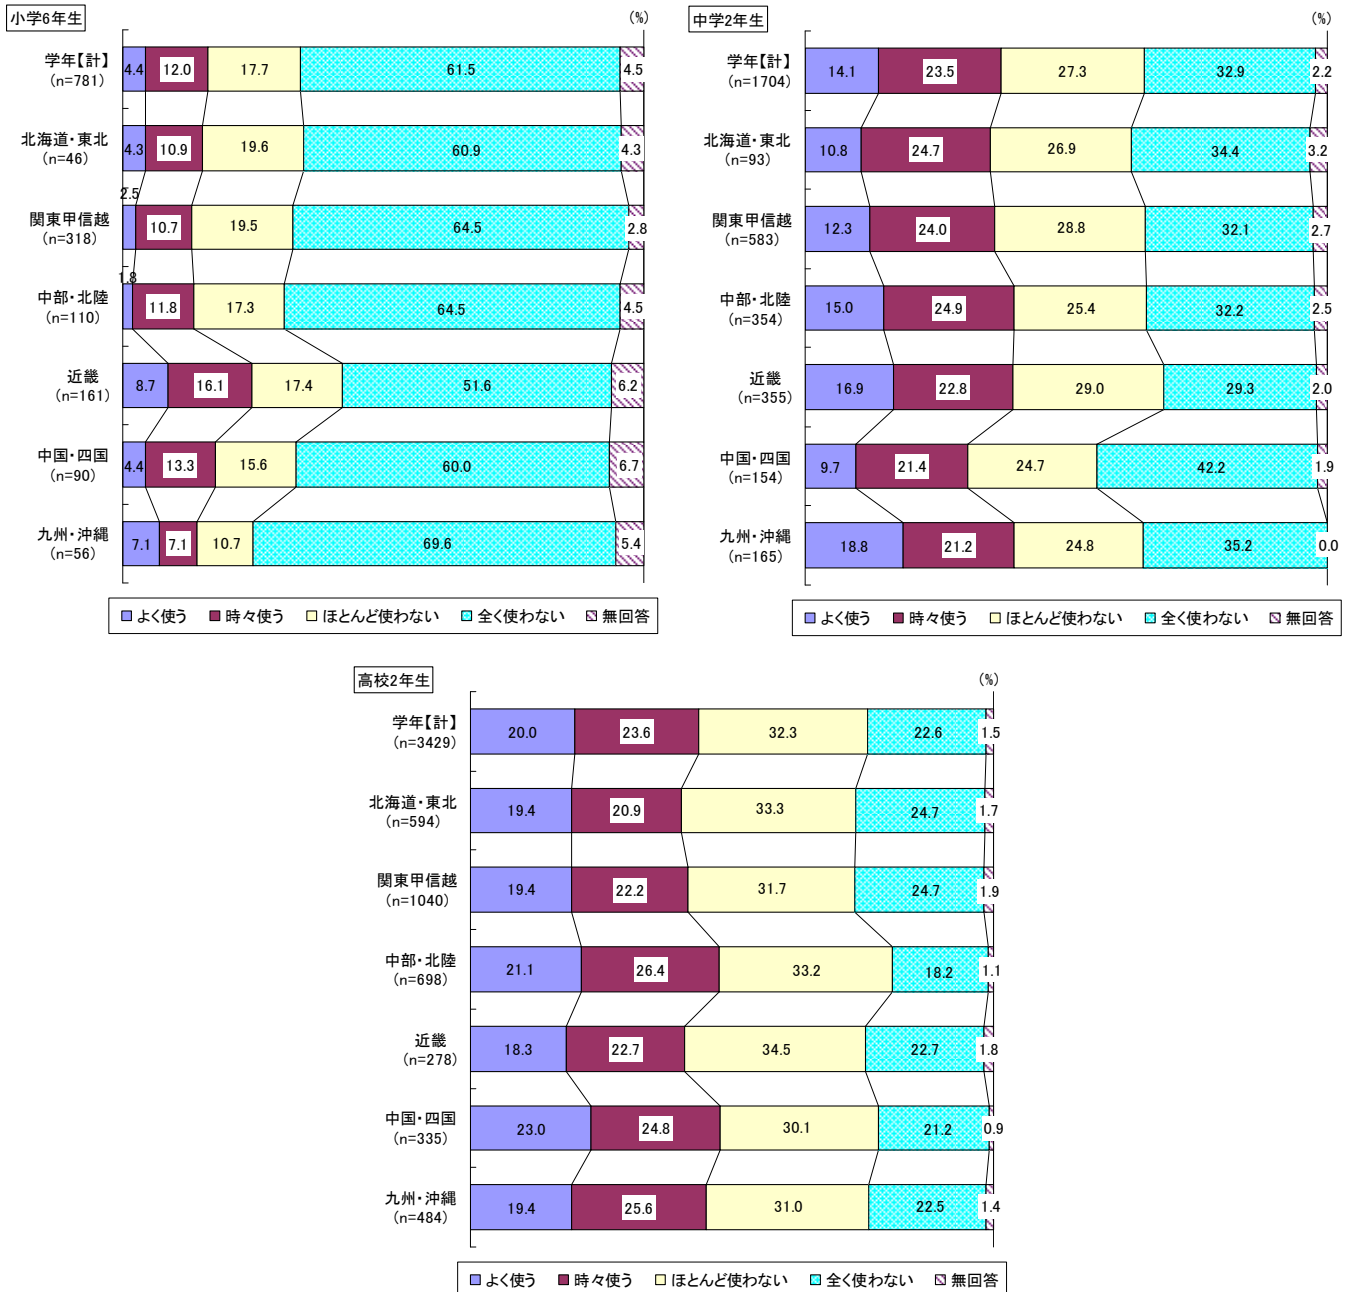 小学6年生
(%)
学年【計】
(n=781)
4.4 12.0 17.7 61.5 4.5
北海道・東北
(n=46)
4.3 10.9 19.6 60.9 4.3
関東甲信越
(n=318)
2.5 10.7 19.5 64.5 2.8
中部・北陸
(n=110)
1.8 11.8 17.3 64.5 4.5
近畿
(n=161)
8.7 16.1 17.4 51.6 6.2
中国・四国
(n=90)
4.4 13.3 15.6 60.0 6.7
九州・沖縄
(n=56)
7.1 7.1 10.7 69.6 5.4
よく使う 時々使う ほとんど使わない 全く使わない 無回答
中学2年生
(%)
学年【計】
(n=1704)
14.1 23.5 27.3 32.9 2.2
北海道・東北
(n=93)
10.8 24.7 26.9 34.4 3.2
関東甲信越
(n=583)
12.3 24.0 28.8 32.1 2.7
中部・北陸
(n=354)
15.0 24.9 25.4 32.2 2.5
近畿
(n=355)
16.9 22.8 29.0 29.3 2.0
中国・四国
(n=154)
9.7 21.4 24.7 42.2 1.9
九州・沖縄
(n=165)
18.8 21.2 24.8 35.2 0.0
よく使う 時々使う ほとんど使わない 全く使わない 無回答
高校2年生
(%)
学年【計】
(n=3429)
20.0 23.6 32.3 22.6 1.5
北海道・東北
(n=594)
19.4 20.9 33.3 24.7 1.7
関東甲信越
(n=1040)
19.4 22.2 31.7 24.7 1.9
中部・北陸
(n=698)
21.1 26.4 33.2 18.2 1.1
近畿
(n=278)
18.3 22.7 34.5 22.7 1.8
中国・四国
(n=335)
23.0 24.8 30.1 21.2 0.9
九州・沖縄
(n=484)
19.4 25.6 31.0 22.5 1.4
よく使う 時々使う ほとんど使わない 全く使わない 無回答